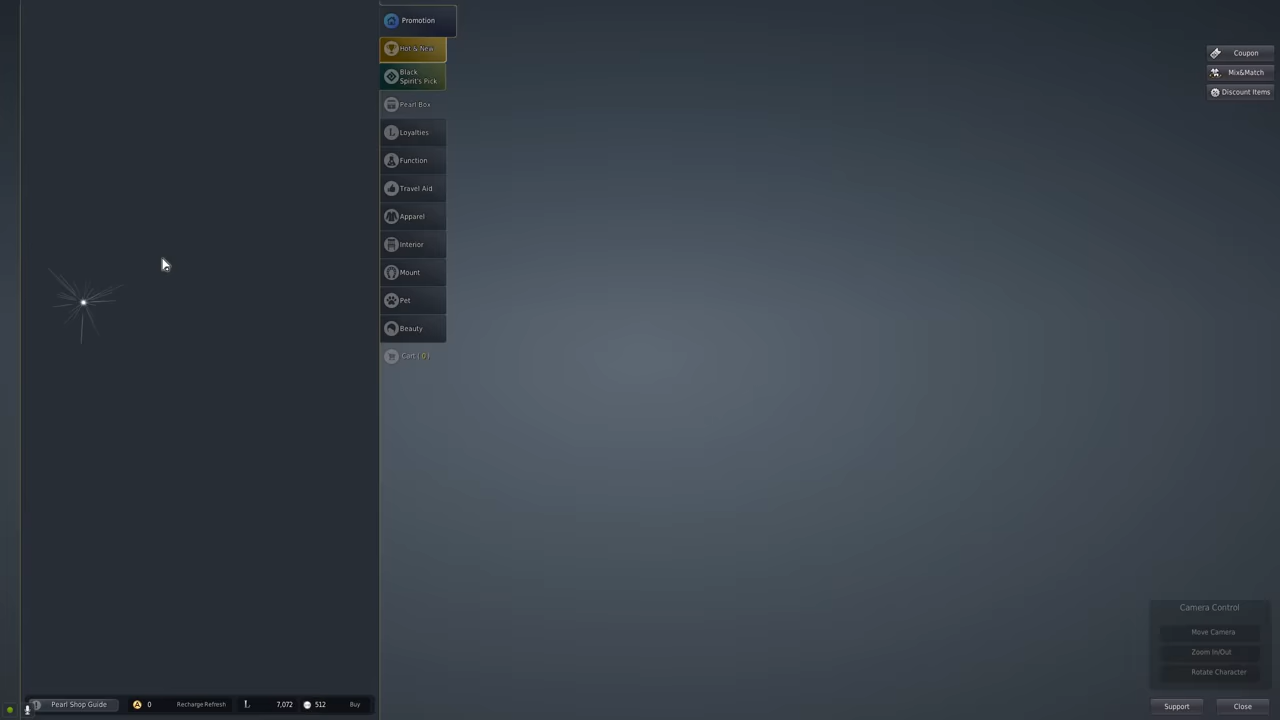 Promotion
Hot & New
Black
Spirit's Pick
Pearl Box
Loyalties
Function
Travel Aid
Apparel
Interior
Mount
Pet
Beauty
Cart ( 0 )
Coupon
Mix&Match
Discount Items
Camera Control
Move Camera
Zoom In/Out
Rotate Character
Pearl Shop Guide
0
Recharge Refresh
7,072
512
Buy
Support
Close